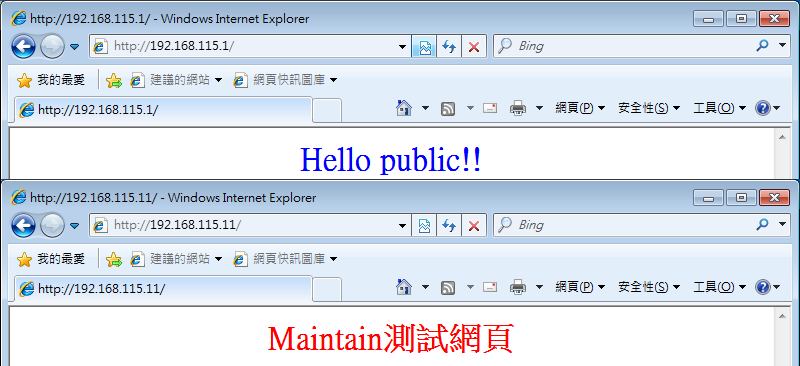 http://192.168.115.1/ - Windows Internet Explorer
http://192.168.115.1/ Bing
我的最愛 建議的網站 網頁快訊圖庫
http://192.168.115.1/ 網頁(P) 安全性(S) 工具(O)
Hello public!!
http://192.168.115.11/ - Windows Internet Explorer
http://192.168.115.11/ Bing
我的最愛 建議的網站 網頁快訊圖庫
http://192.168.115.11/ 網頁(P) 安全性(S) 工具(O)
Maintain測試網頁